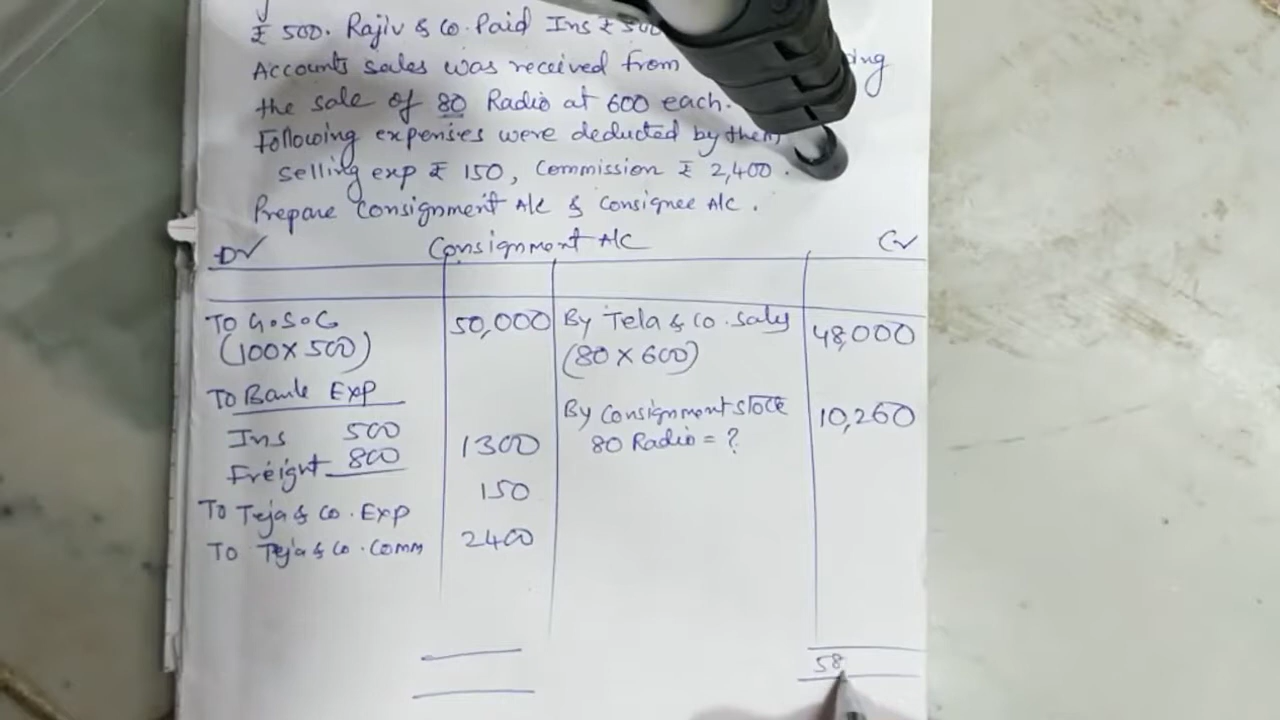 ₹ 500. Rajiv & Co. Paid Ins ₹ 500
Accounts sales was received from
the sale of 80 Radio at 600 each.
Following expenses were deducted by them,
selling exp ₹ 150, Commission ₹ 2,400.
Prepare Consignment A/c & Consignee A/c.
Dr Consignment A/C Cr
To G.S.O.C 50,000 By Tela & Co. Sales 48,000
(100 X 500) (80 X 600)
To Bank Exp
By Consignment stock 10,260
Ins 500 80 Radio = ?
Freight 800 1300
150
To Teja & Co. Exp
To Teja & Co. Comm 2400
58